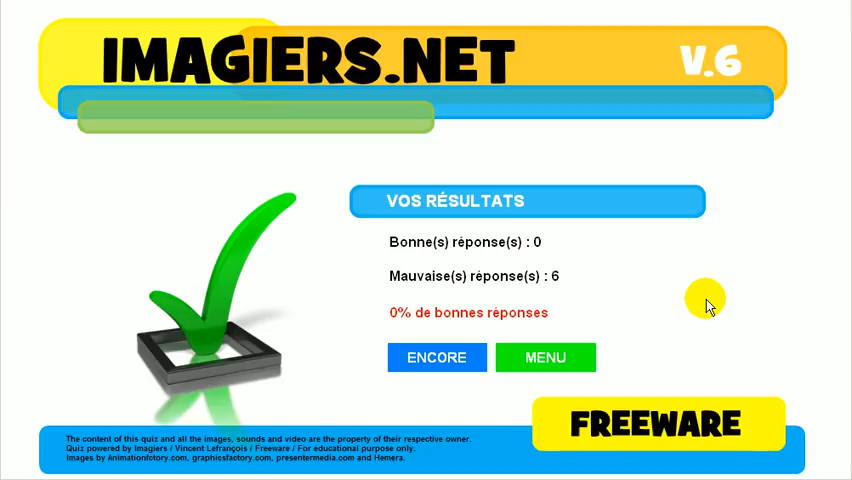 IMAGIERS.NET
V.6
VOS RÉSULTATS
Bonne(s) réponse(s) : 0
Mauvaise(s) réponse(s) : 6
0% de bonnes réponses
ENCORE
MENU
FREEWARE
The content of this quiz and all the images, sounds and video are the property of their respective owner.
Quiz powered by Imagiers / Vincent Lefrançois / Freeware / For educational purpose only.
Images by Animationfctory.com, graphicsfactory.com, presentermedia.com and Hemera.